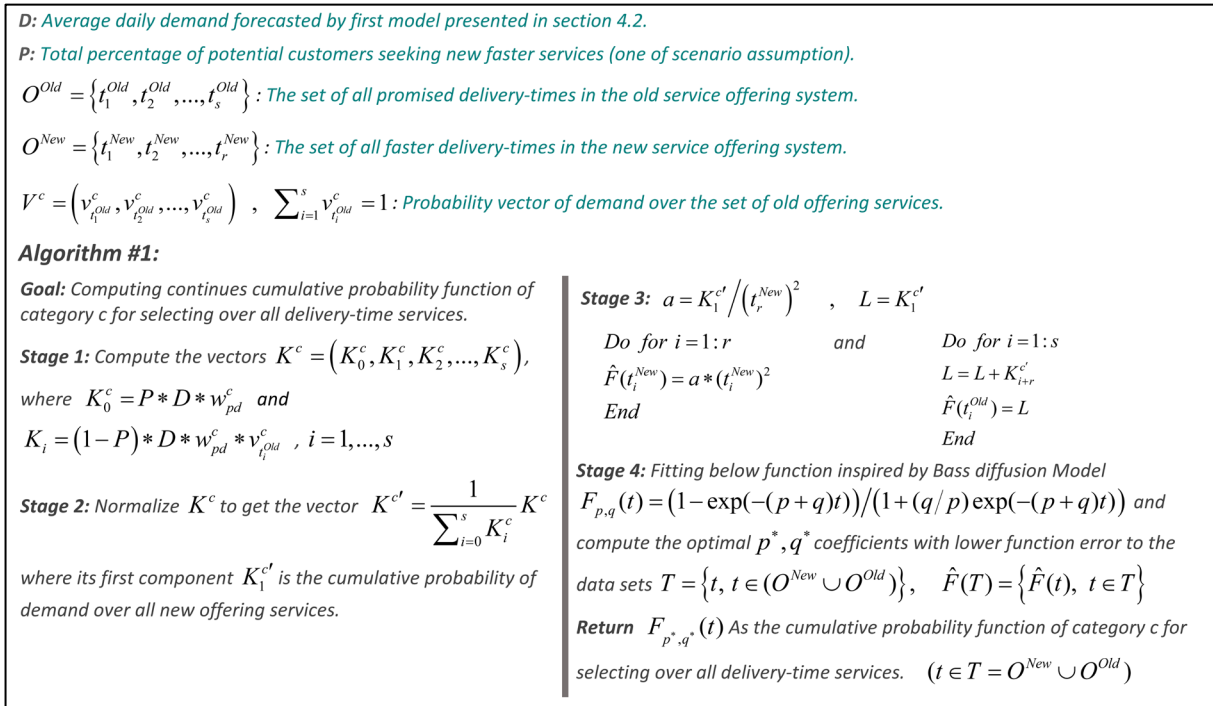 D: Average daily demand forecasted by first model presented in section 4.2.
P: Total percentage of potential customers seeking new faster services (one of scenario assumption).
O^{Old} = {t_1^{Old}, t_2^{Old}, ..., t_s^{Old}} : The set of all promised delivery-times in the old service offering system.
O^{New} = {t_1^{New}, t_2^{New}, ..., t_r^{New}} : The set of all faster delivery-times in the new service offering system.
V^c = (v^c_{t_1^{Old}}, v^c_{t_2^{Old}}, ..., v^c_{t_s^{Old}}) , ∑_{i=1}^{s} v^c_{t_i^{Old}} = 1 : Probability vector of demand over the set of old offering services.
Algorithm #1:
Goal: Computing continues cumulative probability function of
category c for selecting over all delivery-time services.
Stage 1: Compute the vectors K^c = (K_0^c, K_1^c, K_2^c, ..., K_s^c),
where K_0^c = P * D * w_{pd}^c and
K_i = (1 − P) * D * w_{pd}^c * v^c_{t_i^{Old}} , i = 1, ..., s
Stage 2: Normalize K^c to get the vector K^{c'} = \frac{1}{∑_{i=0}^{s} K_i^c} K^c
where its first component K_1^{c'} is the cumulative probability of
demand over all new offering services.
Stage 3: a = K_1^{c'} / (t_r^{New})^2 , L = K_1^{c'}
Do for i = 1 : r and Do for i = 1 : s
F̂(t_i^{New}) = a * (t_i^{New})^2 L = L + K_{i+r}^{c'}
End F̂(t_i^{Old}) = L
End
Stage 4: Fitting below function inspired by Bass diffusion Model
F_{p,q}(t) = (1 − exp(−(p + q)t)) / (1 + (q / p) exp(−(p + q)t)) and
compute the optimal p^*, q^* coefficients with lower function error to the
data sets T = {t, t ∈ (O^{New} ∪ O^{Old})}, F̂(T) = {F̂(t), t ∈ T}
Return F_{p^*,q^*}(t) As the cumulative probability function of category c for
selecting over all delivery-time services. (t ∈ T = O^{New} ∪ O^{Old})